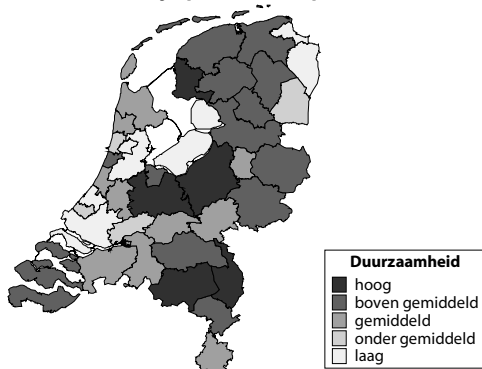 Duurzaamheid
hoog
boven gemiddeld
gemiddeld
onder gemiddeld
laag